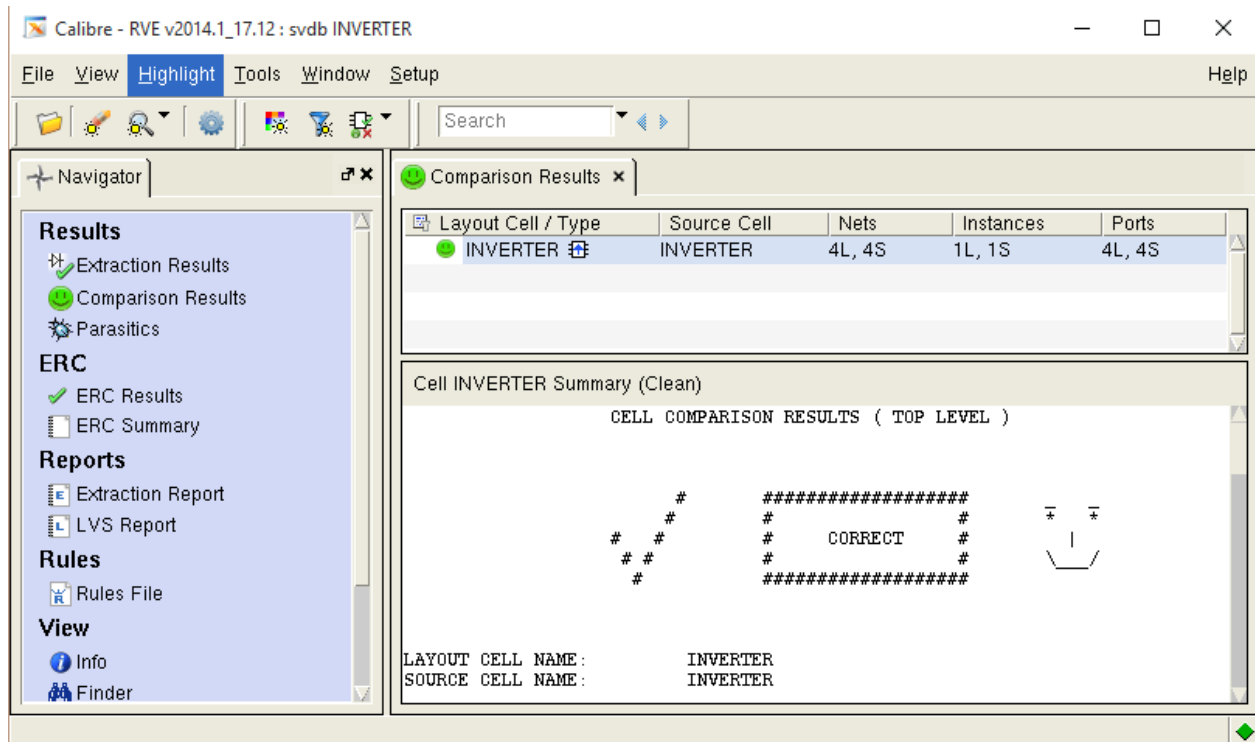 Calibre - RVE v2014.1_17.12 : svdb INVERTER
File View Highlight Tools Window Setup Help
Search
Navigator
Results
Extraction Results
Comparison Results
Parasitics
ERC
ERC Results
ERC Summary
Reports
Extraction Report
LVS Report
Rules
Rules File
View
Info
Finder
Comparison Results
Layout Cell / Type Source Cell Nets Instances Ports
INVERTER INVERTER 4L, 4S 1L, 1S 4L, 4S
Cell INVERTER Summary (Clean)
CELL COMPARISON RESULTS ( TOP LEVEL )
# ################### _ _
# # # * *
# # # CORRECT # |
# # # # \___/
# ###################
LAYOUT CELL NAME: INVERTER
SOURCE CELL NAME: INVERTER